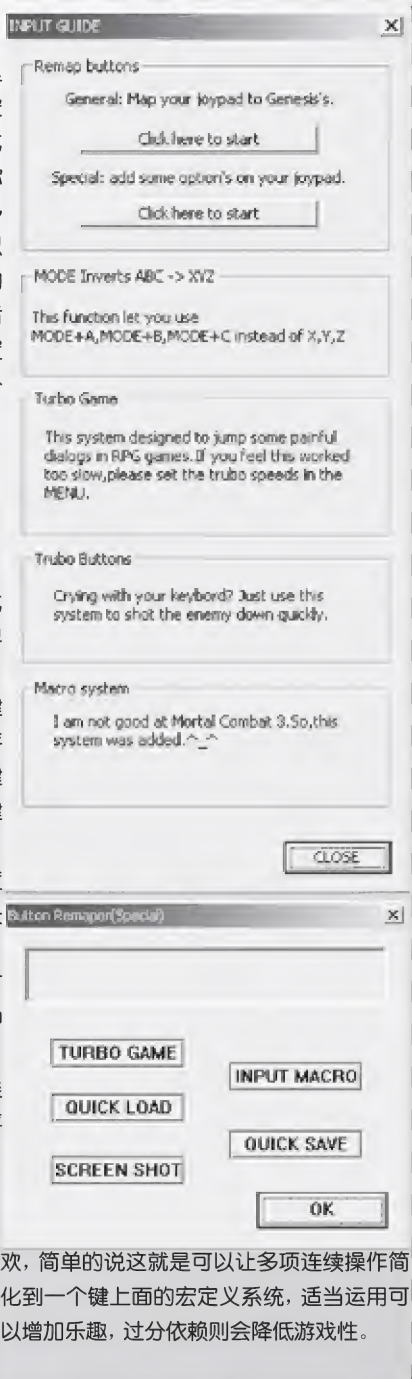 INPUT GUIDE
Remap buttons
General: Map your joypad to Genesis's.
Click here to start
Special: add some option's on your joypad.
Click here to start
MODE Inverts ABC -> XYZ
This function let you use
MODE+A,MODE+B,MODE+C instead of X,Y,Z
Turbo Game
This system designed to jump some painful
dialogs in RPG games.If you feel this worked
too slow,please set the trubo speeds in the
MENU.
Trubo Buttons
Crying with your keybord? Just use this
system to shot the enemy down quickly.
Macro system
I am not good at Mortal Combat 3.So,this
system was added.^_^
CLOSE
Button Remaper(Special)
TURBO GAME
INPUT MACRO
QUICK LOAD
QUICK SAVE
SCREEN SHOT
OK
欢，简单的说这就是可以让多项连续操作简
化到一个键上面的宏定义系统，适当运用可
以增加乐趣，过分依赖则会降低游戏性。